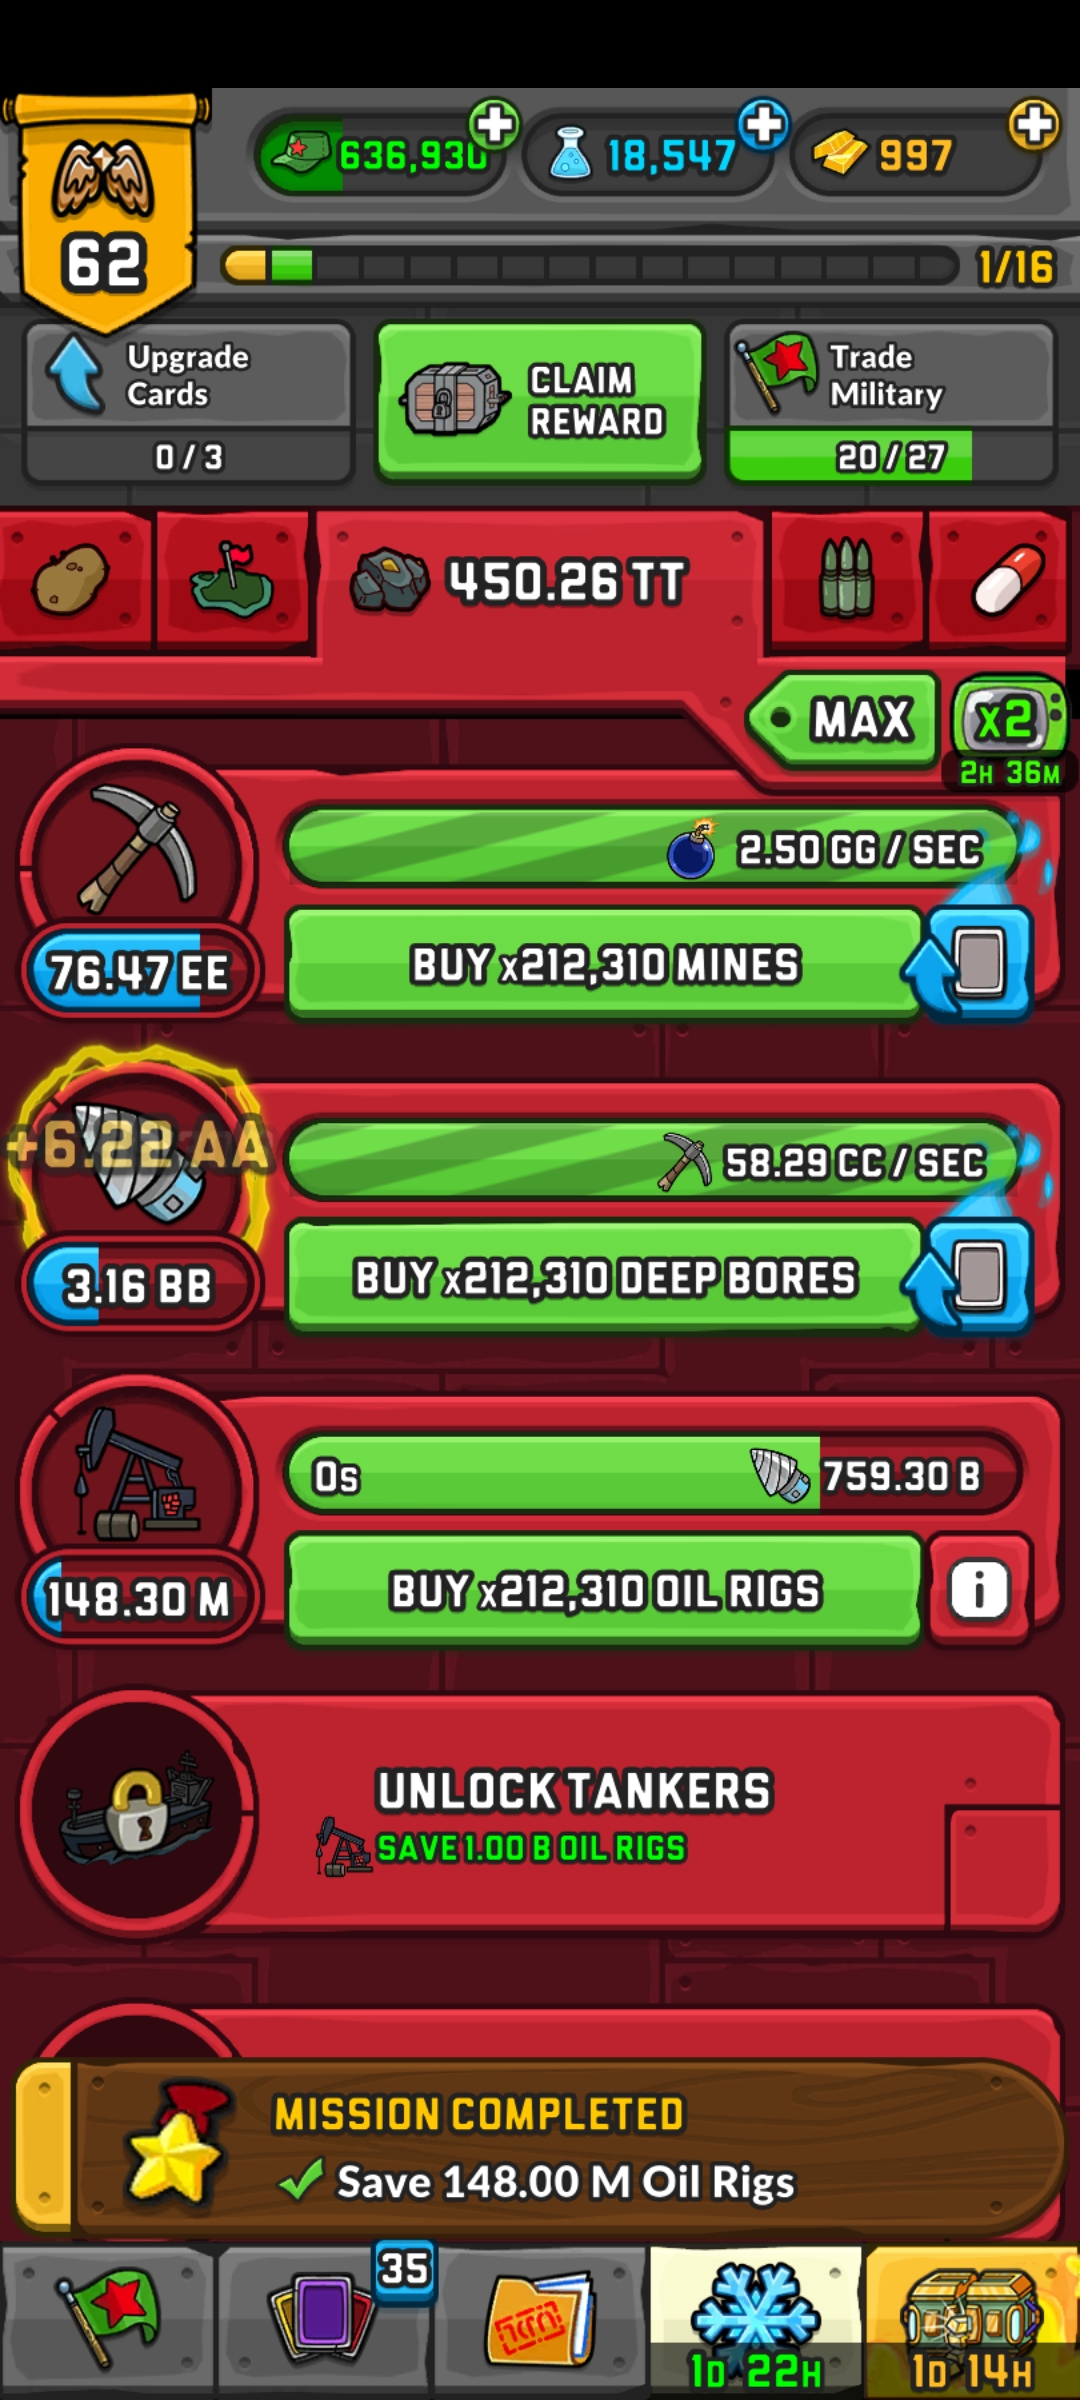 636,930
18,547
997
62
1/16
Upgrade
Cards
0 / 3
CLAIM
REWARD
Trade
Military
20 / 27
450.26 TT
MAX
x2
2H 36M
2.50 GG / SEC
76.47 EE
BUY x212,310 MINES
+6.22 AA
58.29 CC / SEC
3.16 BB
BUY x212,310 DEEP BORES
0s
759.30 B
148.30 M
BUY x212,310 OIL RIGS
i
UNLOCK TANKERS
SAVE 1.00 B OIL RIGS
MISSION COMPLETED
Save 148.00 M Oil Rigs
35
1D 22H
1D 14H